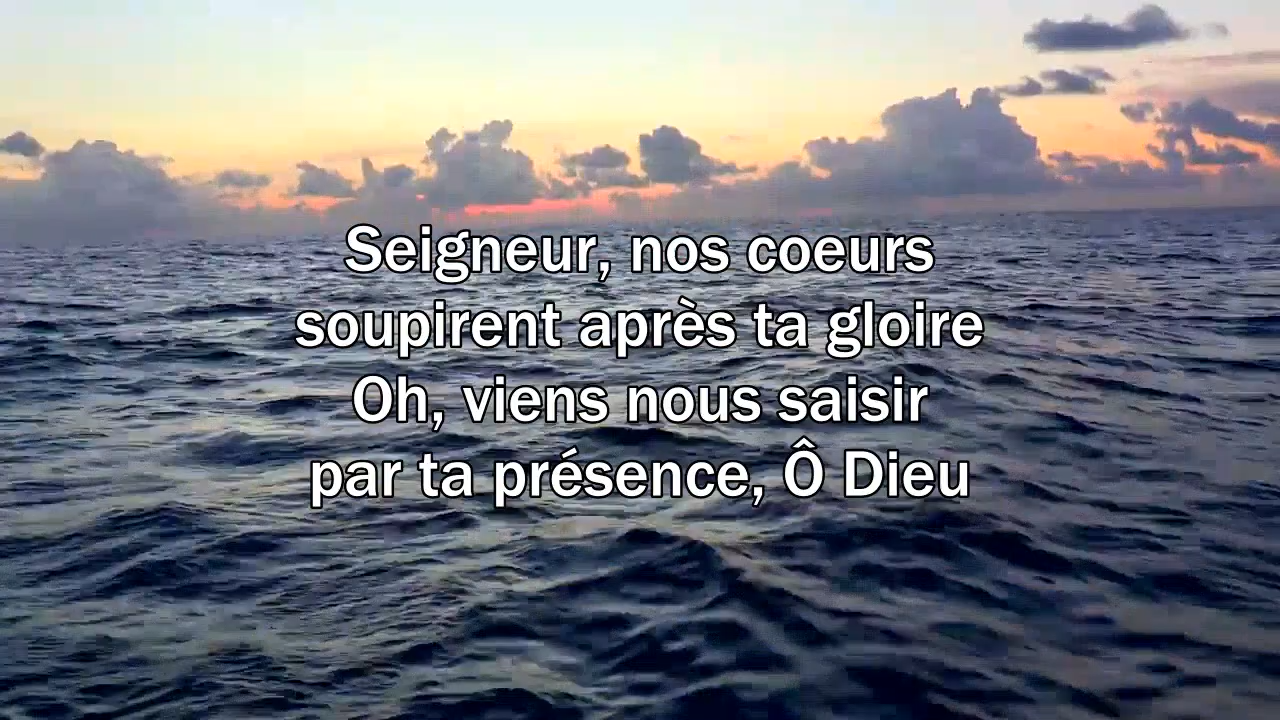 Seigneur, nos coeurs
soupirent après ta gloire
Oh, viens nous saisir
par ta présence, Ô Dieu